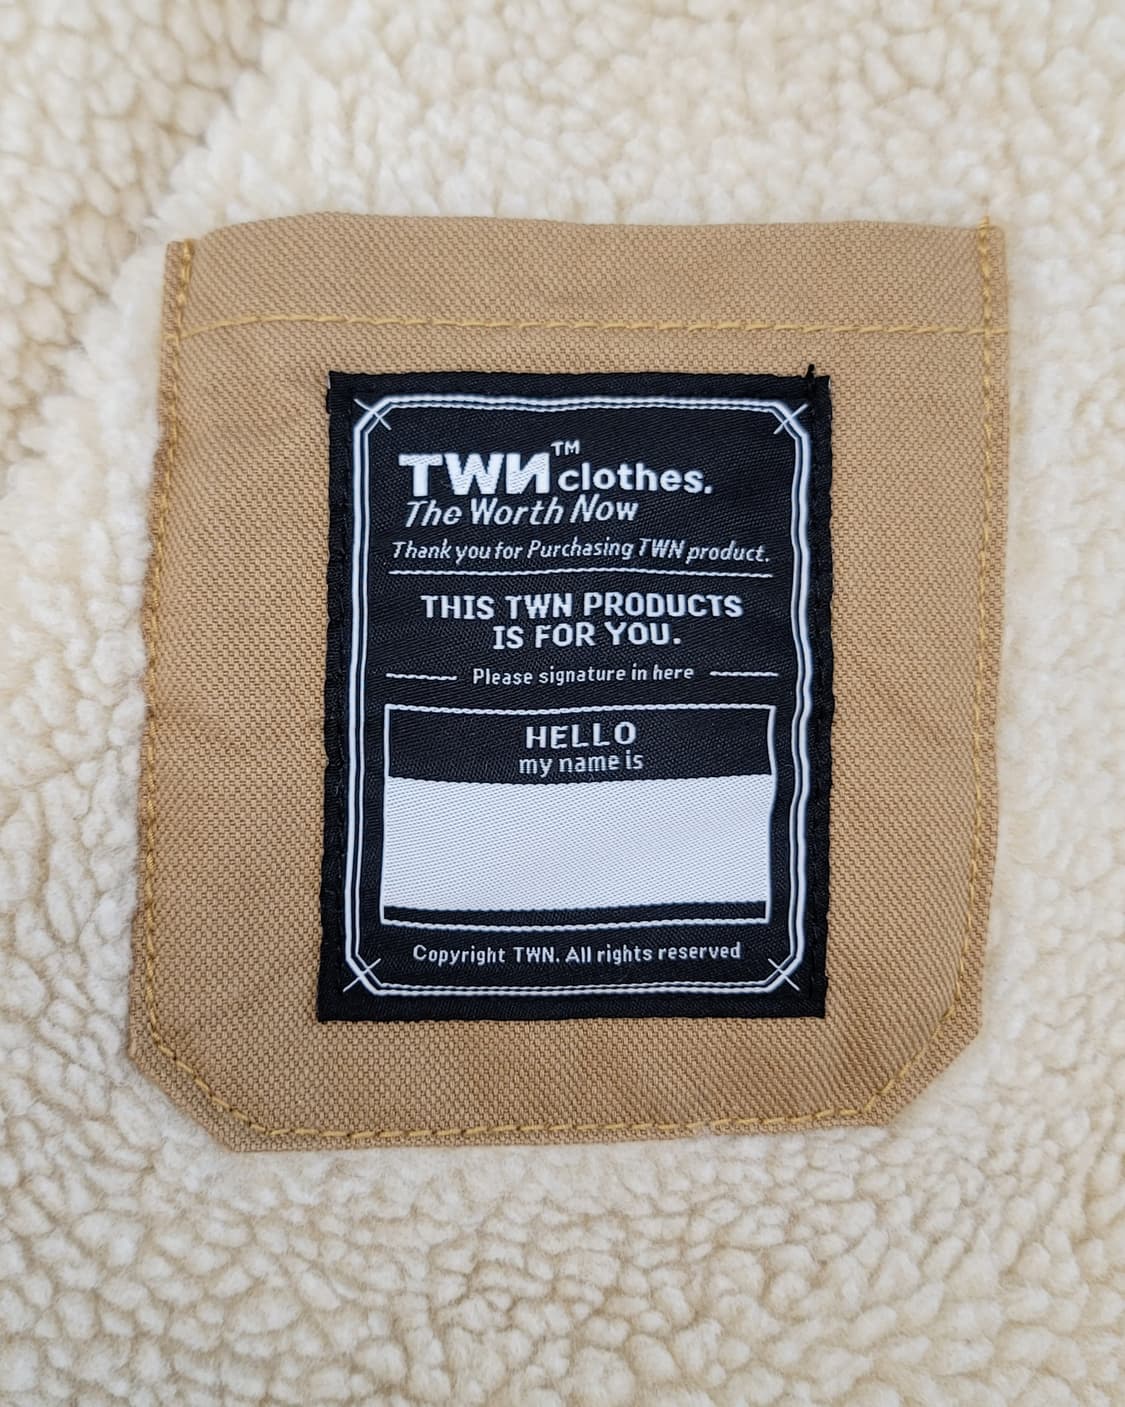 TWN™ clothes.
The Worth Now
Thank you for Purchasing TWN product.
THIS TWN PRODUCTS
IS FOR YOU.
Please signature in here
HELLO
my name is
Copyright TWN. All rights reserved